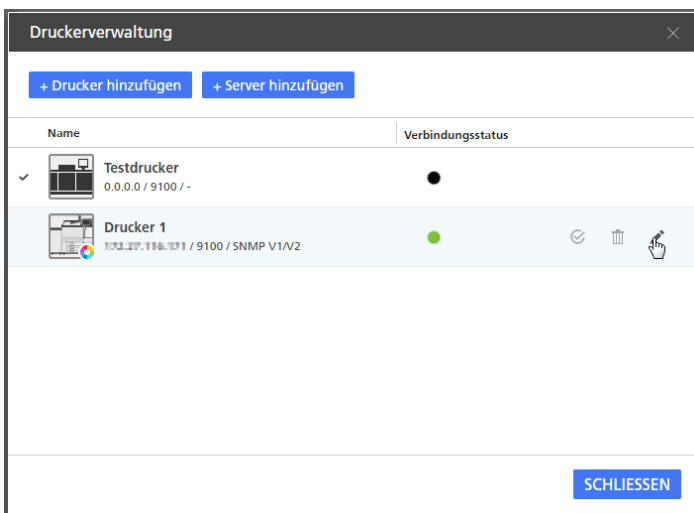 Druckerverwaltung
+ Drucker hinzufügen
+ Server hinzufügen
Name
Verbindungsstatus
Testdrucker
0.0.0.0 / 9100 / -
Drucker 1
/ 9100 / SNMP V1/V2
SCHLIESSEN